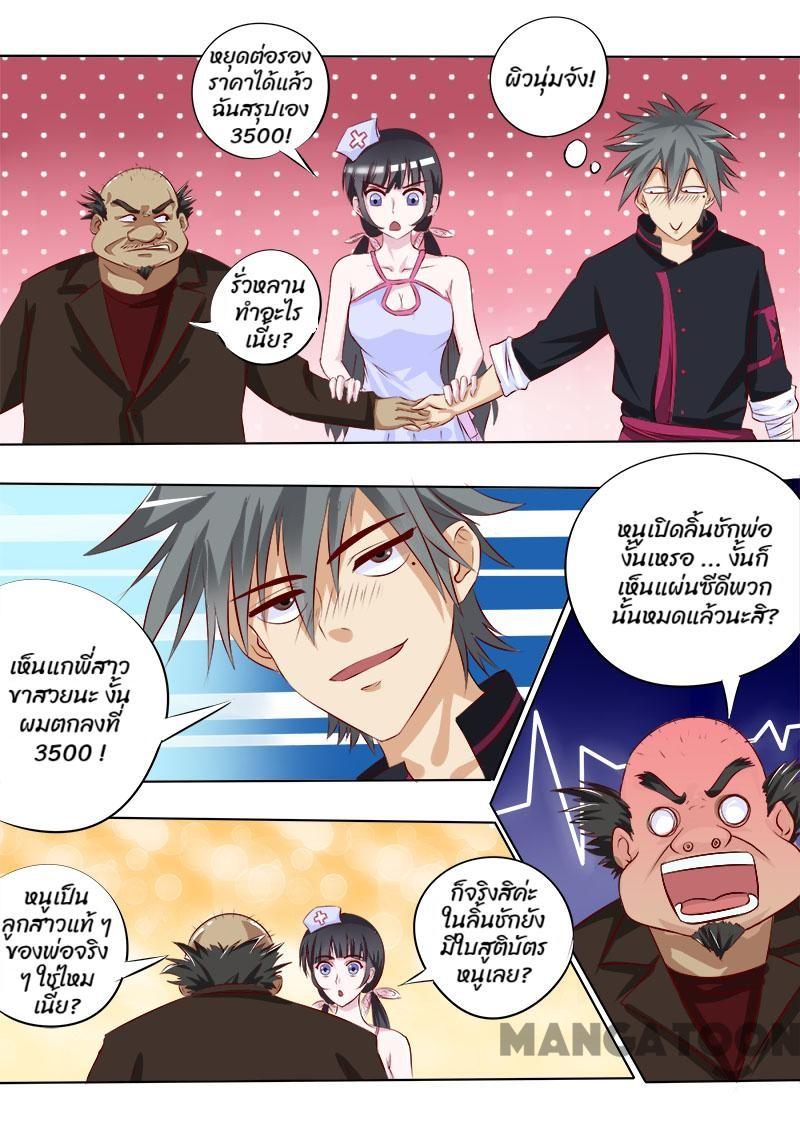 หยุดต่อรอง
ราคาได้แล้ว
ฉันสรุปเอง
3500!
ผิวนุ่มจัง!
รั่วหลาน
ทำอะไร
เนี่ย?
หนูเปิดลิ้นชักพ่อ
งั้นเหรอ ... งั้นก็
เห็นแผ่นซีดีพวก
นั้นหมดแล้วนะสิ?
เห็นแกพี่สาว
ขาสวยนะ งั้น
ผมตกลงที่
3500 !
หนูเป็น
ลูกสาวแท้ ๆ
ของพ่อจริง
ๆ ใช่ไหม
เนี่ย?
ก็จริงสิค่ะ
ในลิ้นชักยัง
มีใบสูติบัตร
หนูเลย?
MANGATOON